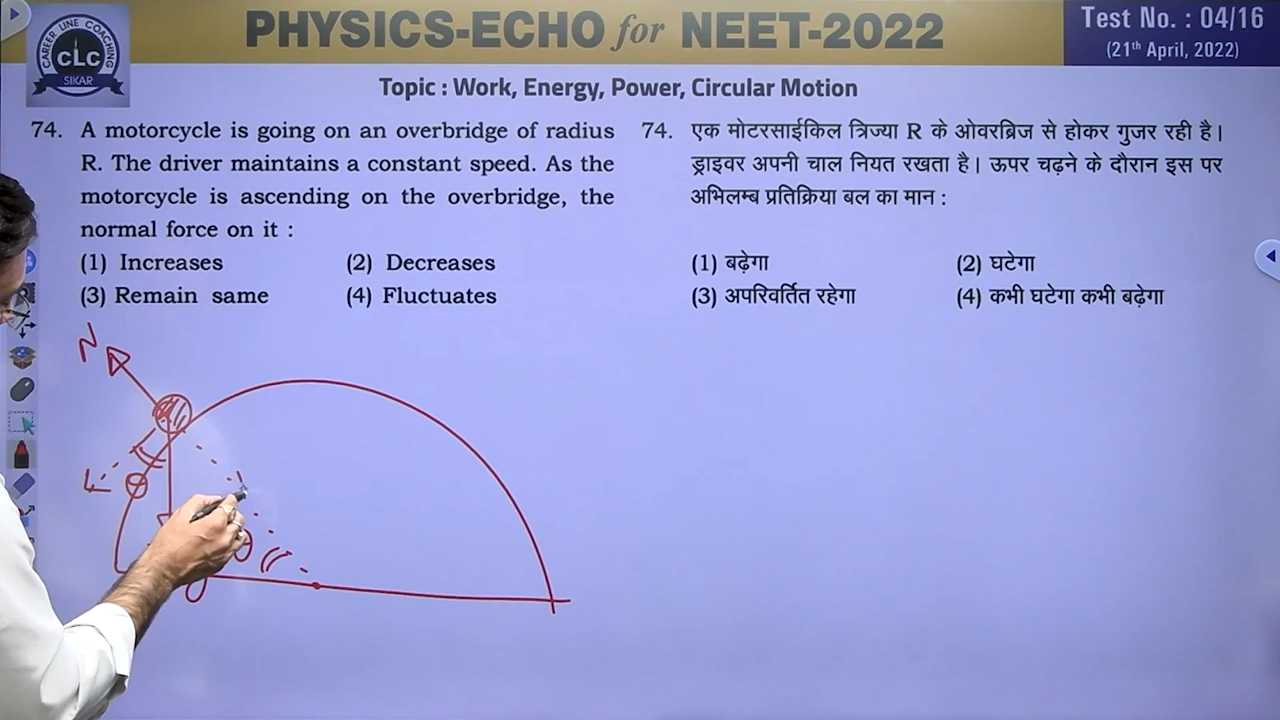 CAREER LINE COACHING
CLC
SIKAR
PHYSICS-ECHO for NEET-2022
Test No. : 04/16
(21th April, 2022)
Topic : Work, Energy, Power, Circular Motion
74. A motorcycle is going on an overbridge of radius
R. The driver maintains a constant speed. As the
motorcycle is ascending on the overbridge, the
normal force on it :
(1) Increases (2) Decreases
(3) Remain same (4) Fluctuates
74. एक मोटरसाईकिल त्रिज्या R के ओवरब्रिज से होकर गुजर रही है।
ड्राइवर अपनी चाल नियत रखता है। ऊपर चढ़ने के दौरान इस पर
अभिलम्ब प्रतिक्रिया बल का मान :
(1) बढ़ेगा (2) घटेगा
(3) अपरिवर्तित रहेगा (4) कभी घटेगा कभी बढ़ेगा
N